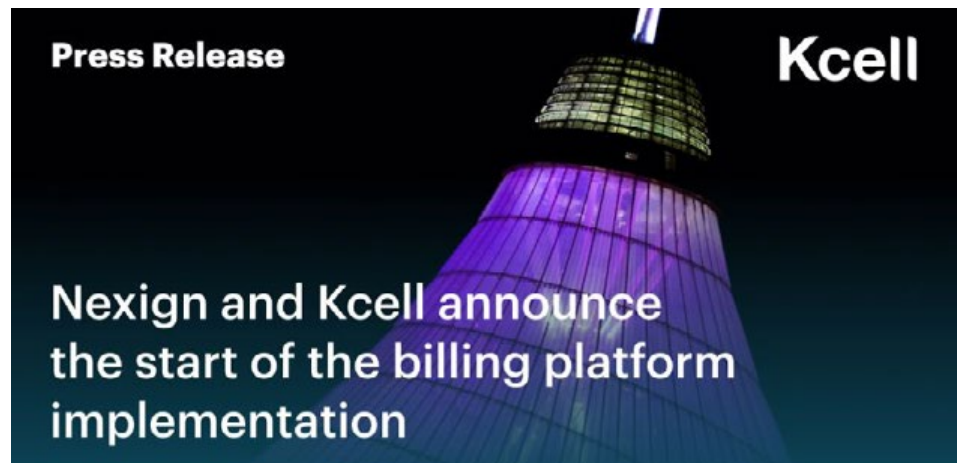 Press Release
Kcell
Nexign and Kcell announce
the start of the billing platform
implementation